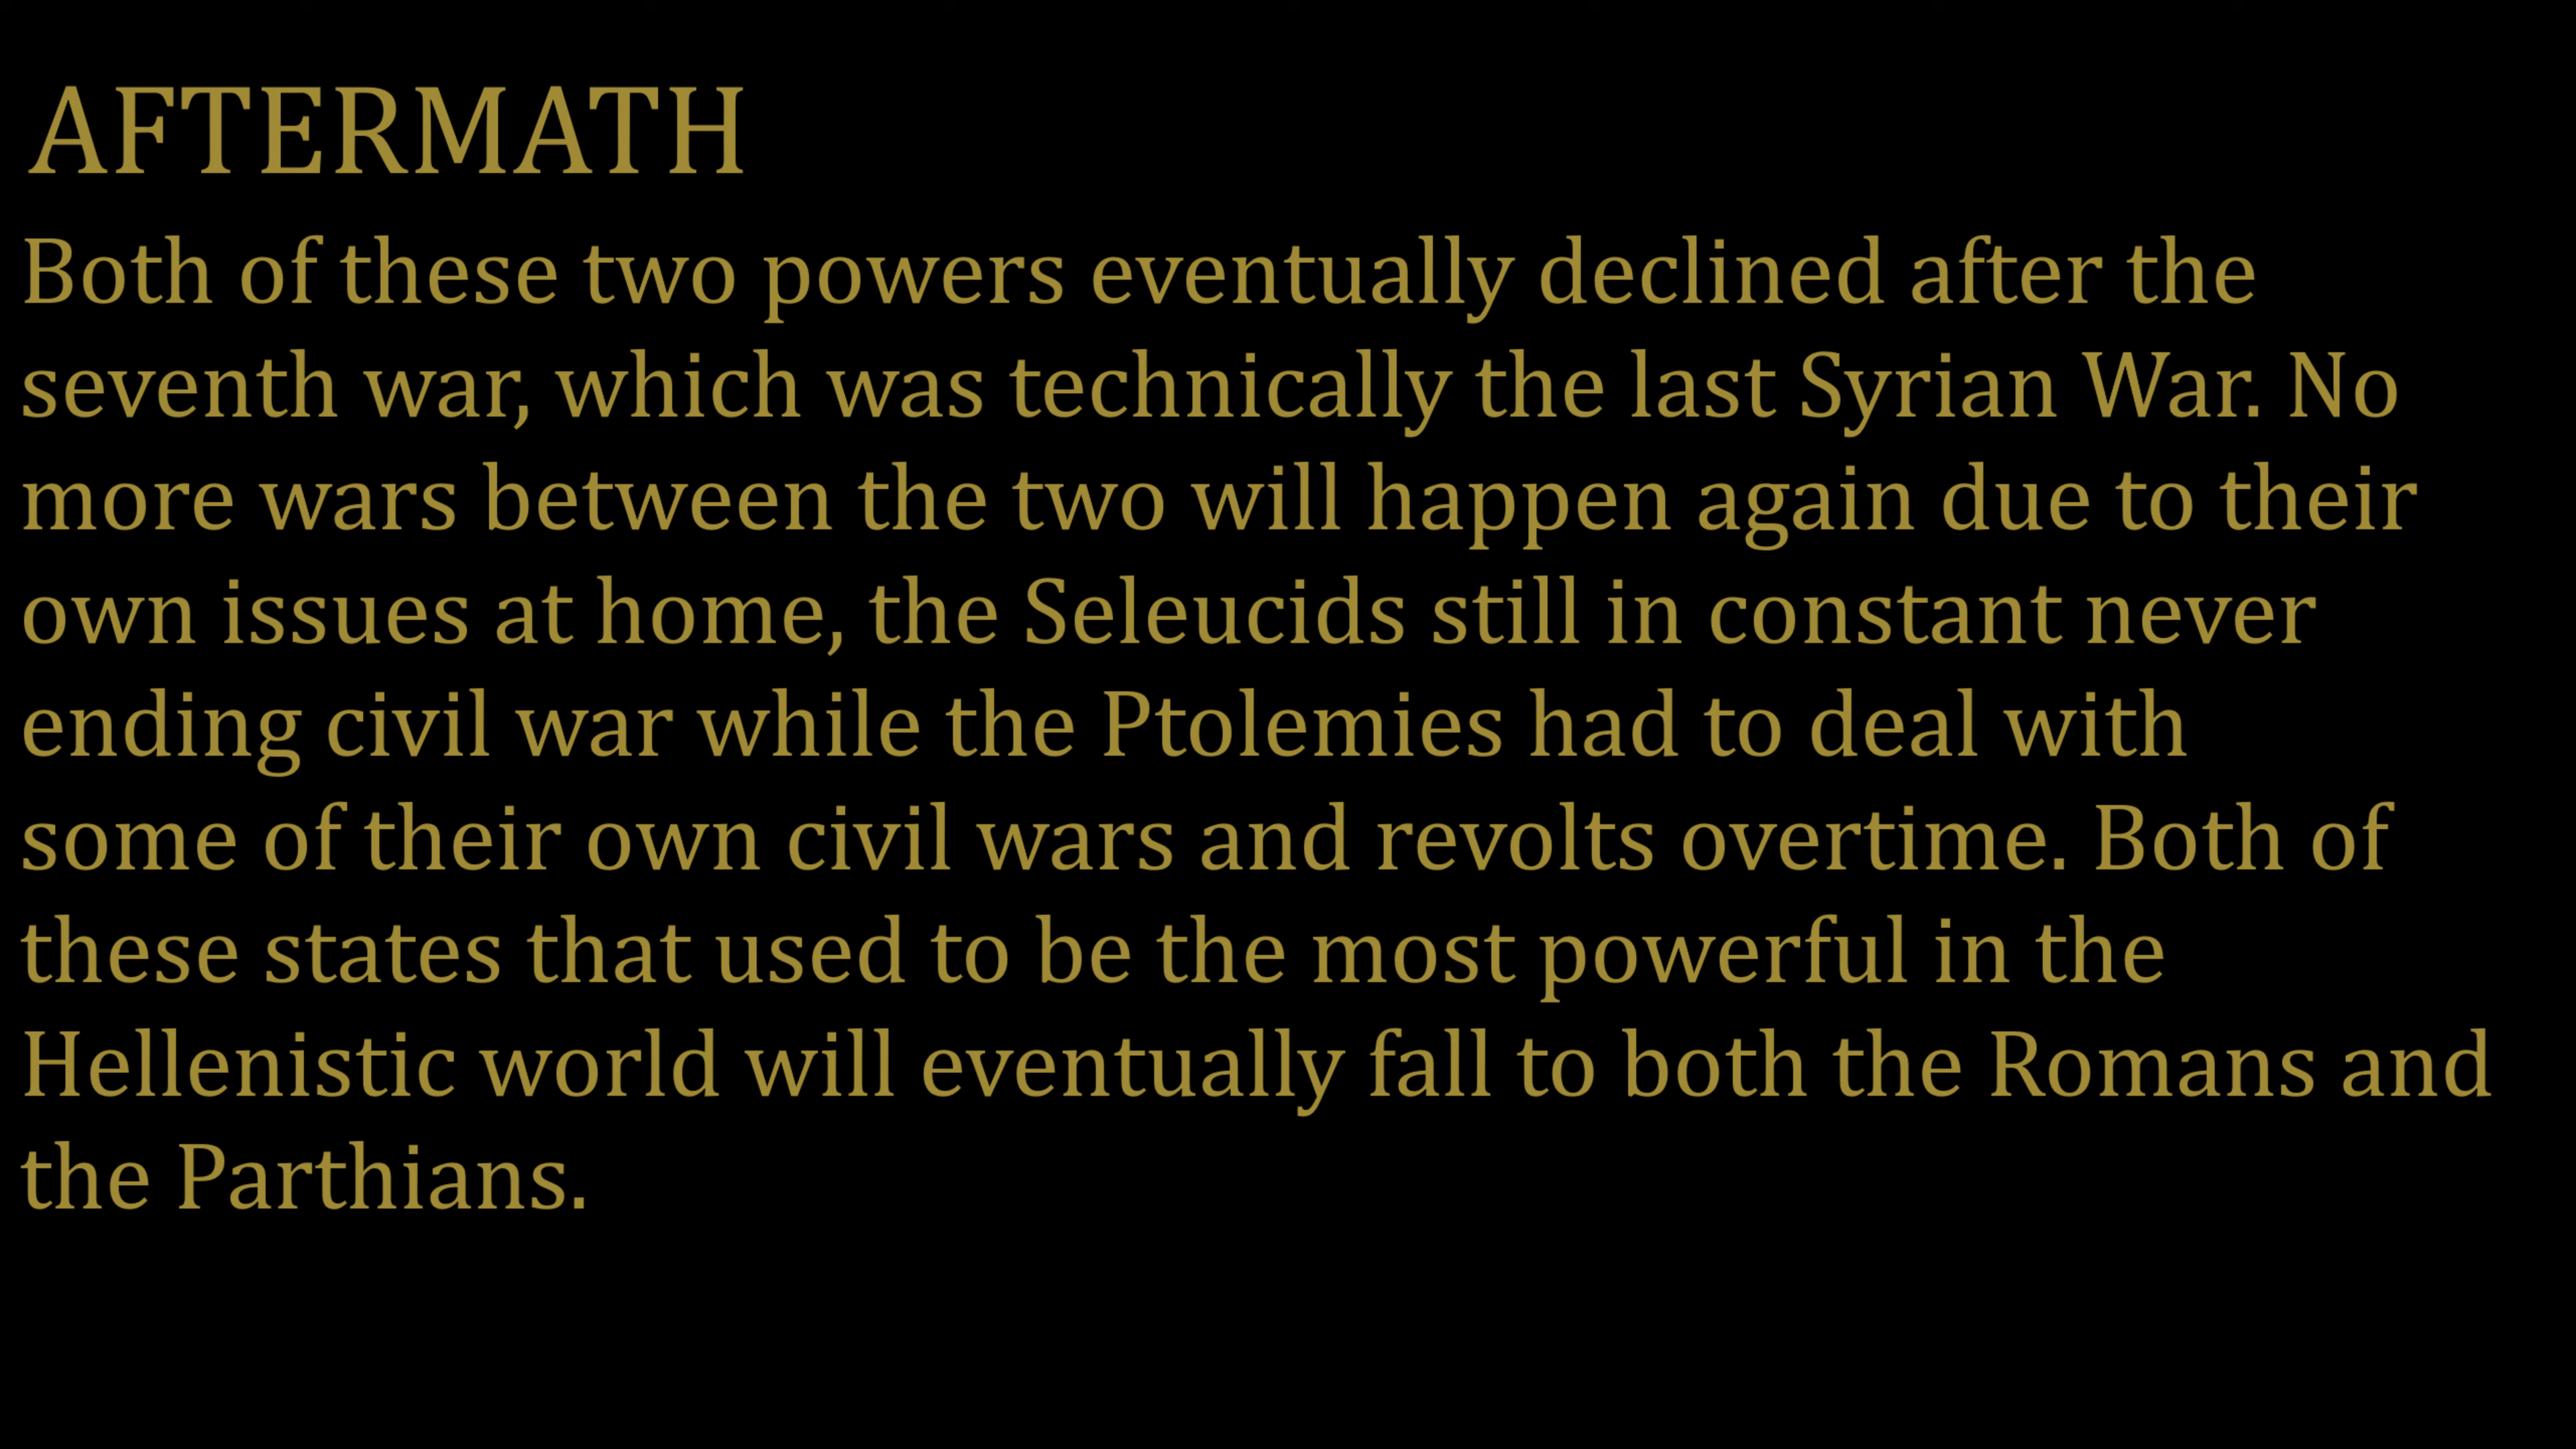 AFTERMATH
Both of these two powers eventually declined after the
seventh war, which was technically the last Syrian War. No
more wars between the two will happen again due to their
own issues at home, the Seleucids still in constant never
ending civil war while the Ptolemies had to deal with
some of their own civil wars and revolts overtime. Both of
these states that used to be the most powerful in the
Hellenistic world will eventually fall to both the Romans and
the Parthians.